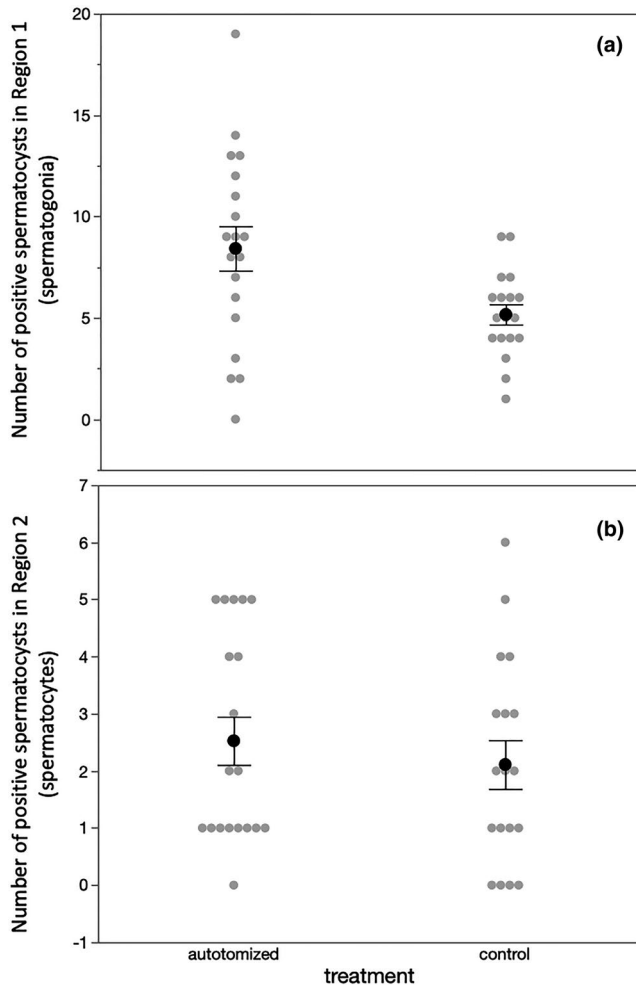 Number of positive spermatocysts in Region 1
(spermatogonia)
20
15
10
5
0
(a)
Number of positive spermatocysts in Region 2
(spermatocytes)
7
6
5
4
3
2
1
0
-1
(b)
autotomized
control
treatment